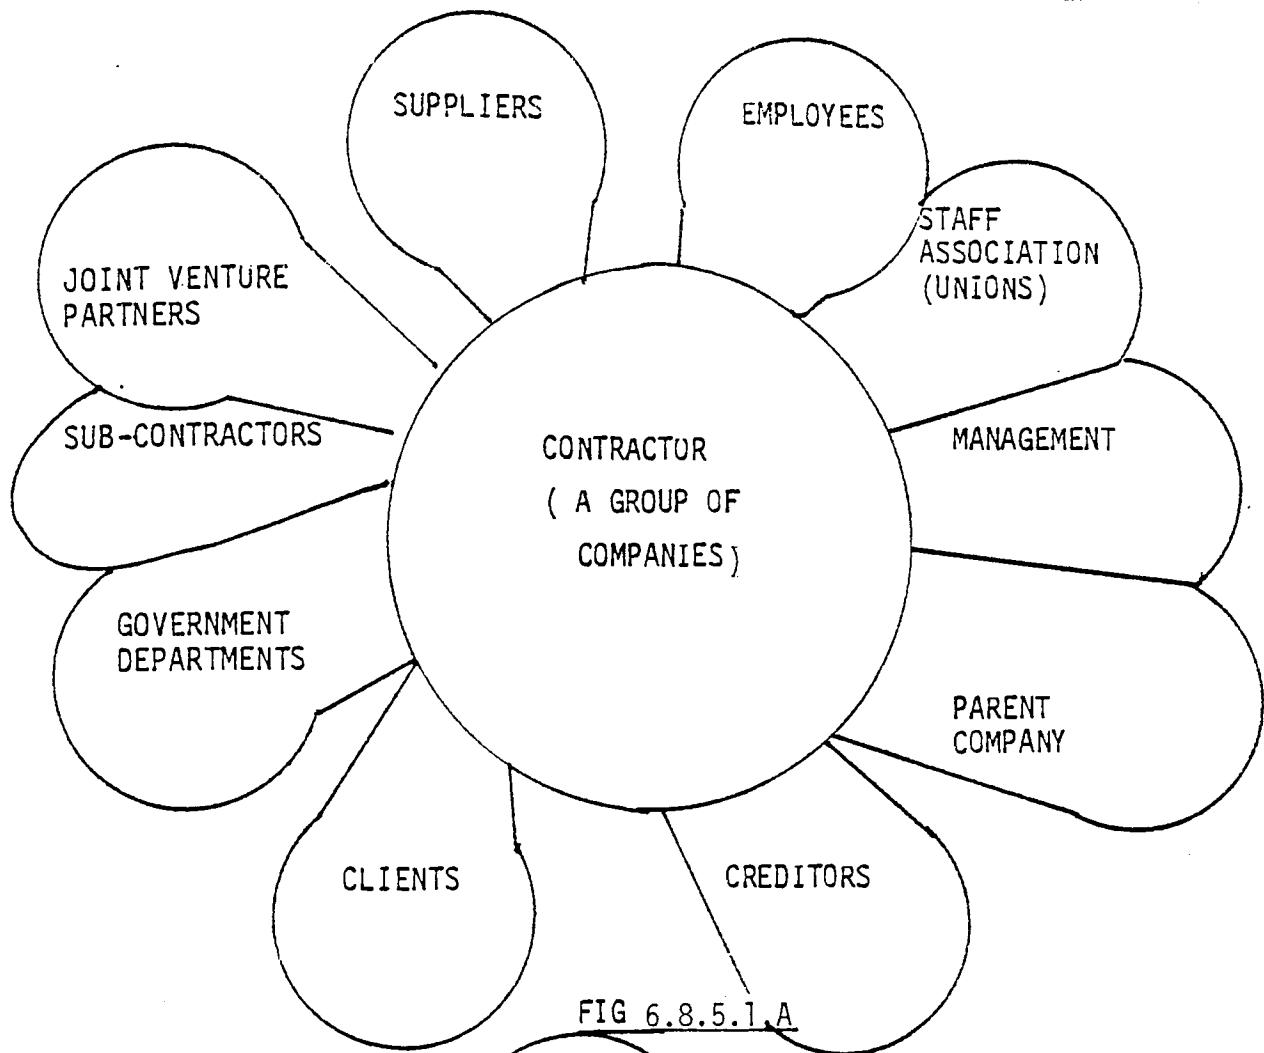 SUPPLIERS
EMPLOYEES
STAFF
ASSOCIATION
(UNIONS)
JOINT VENTURE
PARTNERS
SUB-CONTRACTORS
MANAGEMENT
CONTRACTOR
( A GROUP OF
COMPANIES)
GOVERNMENT
DEPARTMENTS
PARENT
COMPANY
CLIENTS
CREDITORS
FIG 6.8.5.1.A